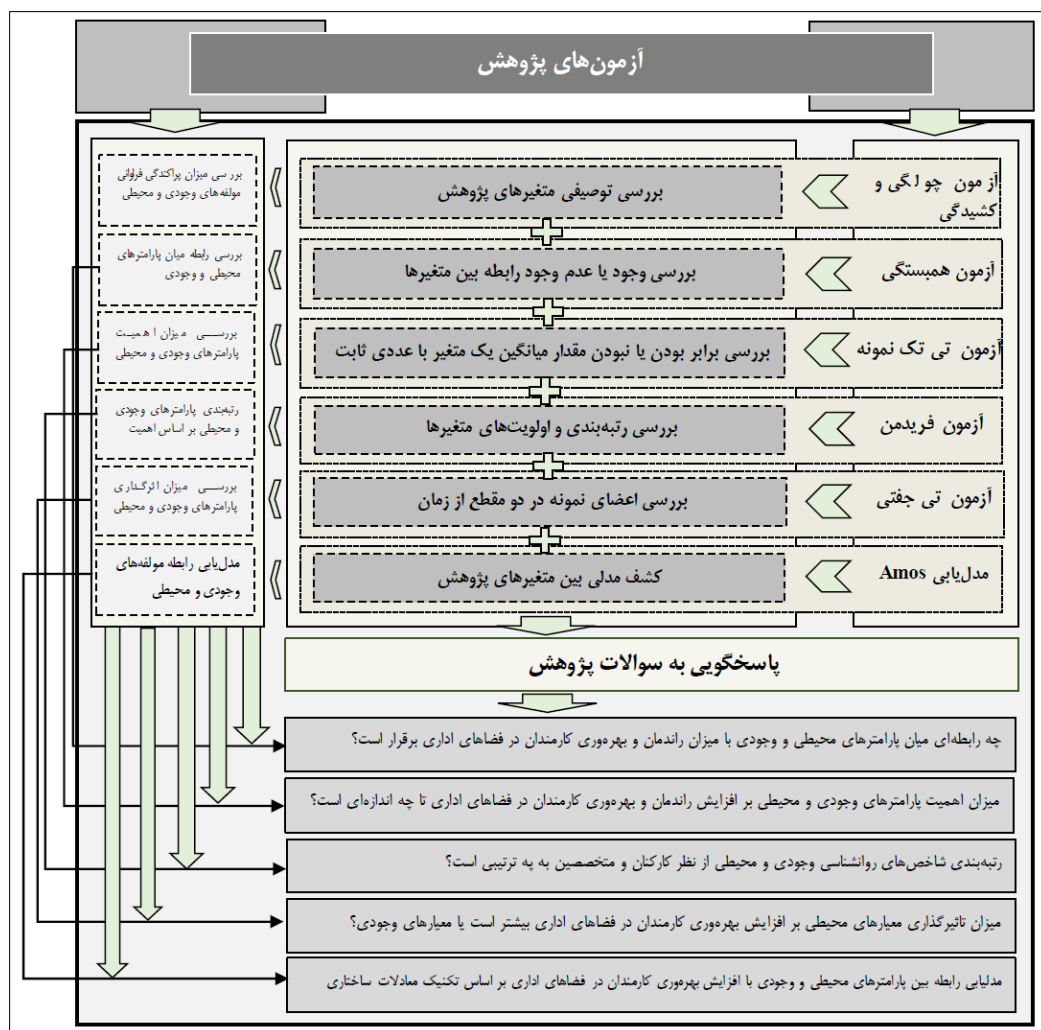 آزمون‌های پژوهش
آزمون چولگی و
کشیدگی
بررسی توصیفی متغیرهای پژوهش
بررسی میزان پراکندگی فراوانی
مولفه‌های وجودی و محیطی
آزمون همبستگی
بررسی وجود یا عدم وجود رابطه بین متغیرها
بررسی رابطه میان پارامترهای
محیطی و وجودی
آزمون تی تک نمونه
بررسی برابر بودن یا نبودن مقدار میانگین یک متغیر با عددی ثابت
بررسی میزان اهمیت
پارامترهای وجودی و محیطی
آزمون فریدمن
بررسی رتبه‌بندی و اولویت‌های متغیرها
رتبه‌بندی پارامترهای وجودی
و محیطی بر اساس اهمیت
آزمون تی جفتی
بررسی اعضای نمونه در دو مقطع از زمان
بررسی میزان اثرگذاری
پارامترهای وجودی و محیطی
مدل‌یابی Amos
کشف مدلی بین متغیرهای پژوهش
مدل‌یابی رابطه مولفه‌های
وجودی و محیطی
پاسخگویی به سوالات پژوهش
چه رابطه‌ای میان پارامترهای محیطی و وجودی با میزان راندمان و بهره‌وری کارمندان در فضاهای اداری برقرار است؟
میزان اهمیت پارامترهای وجودی و محیطی بر افزایش راندمان و بهره‌وری کارمندان در فضاهای اداری تا چه اندازه‌ای است؟
رتبه‌بندی شاخص‌های روانشناسی وجودی و محیطی از نظر کارکنان و متخصصین به په ترتیبی است؟
میزان تاثیرگذاری معیارهای محیطی بر افزایش بهره‌وری کارمندان در فضاهای اداری بیشتر است یا معیارهای وجودی؟
مدلیابی رابطه بین پارامترهای محیطی و وجودی با افزایش بهره‌وری کارمندان در فضاهای اداری بر اساس تکنیک معادلات ساختاری